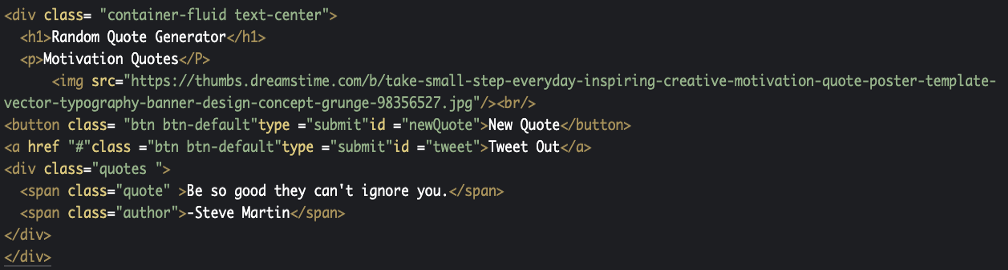 <div class= "container-fluid text-center">
  <h1>Random Quote Generator</h1>
  <p>Motivation Quotes</P>
      <img src="https://thumbs.dreamstime.com/b/take-small-step-everyday-inspiring-creative-motivation-quote-poster-template-
vector-typography-banner-design-concept-grunge-98356527.jpg"/><br/>
<button class= "btn btn-default"type ="submit"id ="newQuote">New Quote</button>
<a href "#"class ="btn btn-default"type ="submit"id ="tweet">Tweet Out</a>
<div class="quotes ">
  <span class="quote" >Be so good they can't ignore you.</span>
  <span class="author">-Steve Martin</span>
</div>
</div>